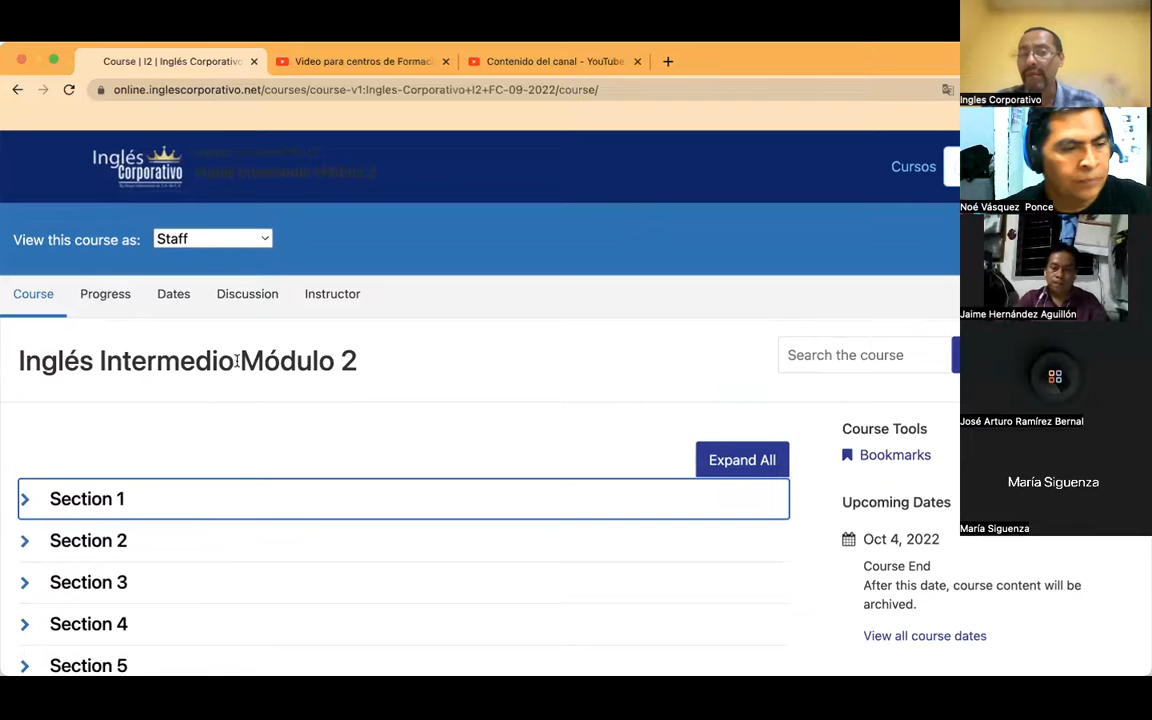 Course | I2 | Inglés Corporativo
Video para centros de Formaci
Contenido del canal - YouTube
online.inglescorporativo.net/courses/course-v1:Ingles-Corporativo+I2+FC-09-2022/course/
Inglés Corporativo
Cursos
View this course as: Staff
Course Progress Dates Discussion Instructor
Inglés Intermedio Módulo 2
Search the course
Expand All
Section 1
Section 2
Section 3
Section 4
Section 5
Course Tools
Bookmarks
Upcoming Dates
Oct 4, 2022
Course End
After this date, course content will be
archived.
View all course dates
Ingles Corporativo
Noé Vásquez Ponce
Jaime Hernández Aguillón
José Arturo Ramírez Bernal
María Siguenza
María Siguenza